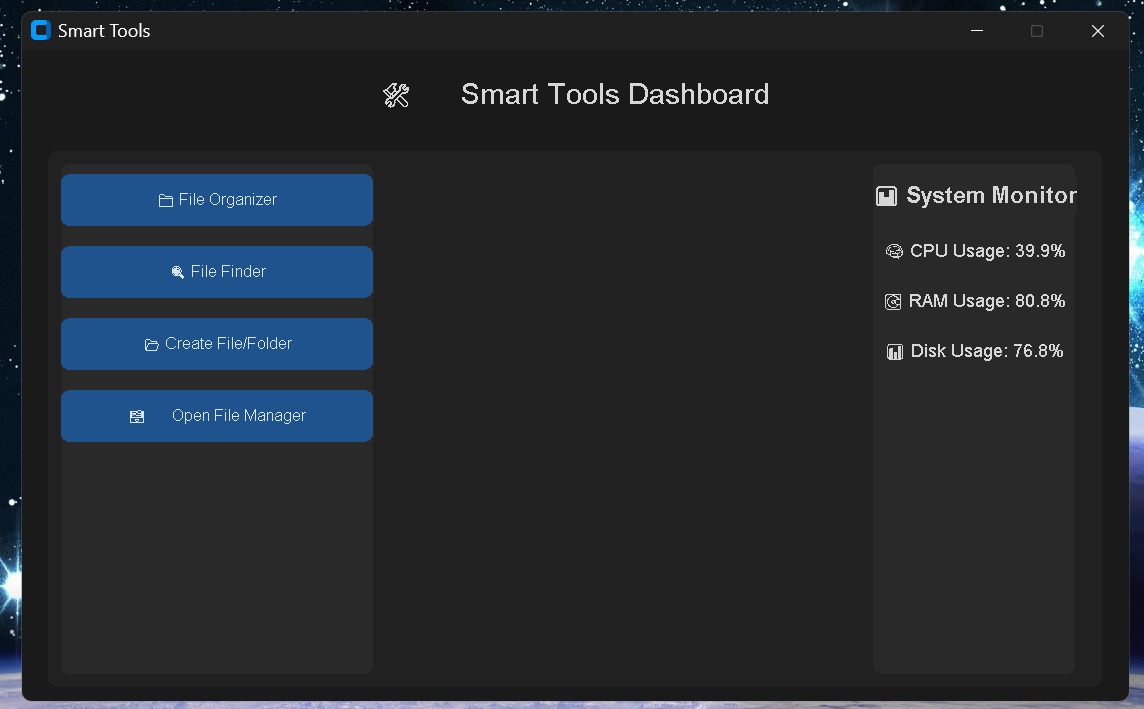 Smart Tools
Smart Tools Dashboard
File Organizer
File Finder
Create File/Folder
Open File Manager
System Monitor
CPU Usage: 39.9%
RAM Usage: 80.8%
Disk Usage: 76.8%